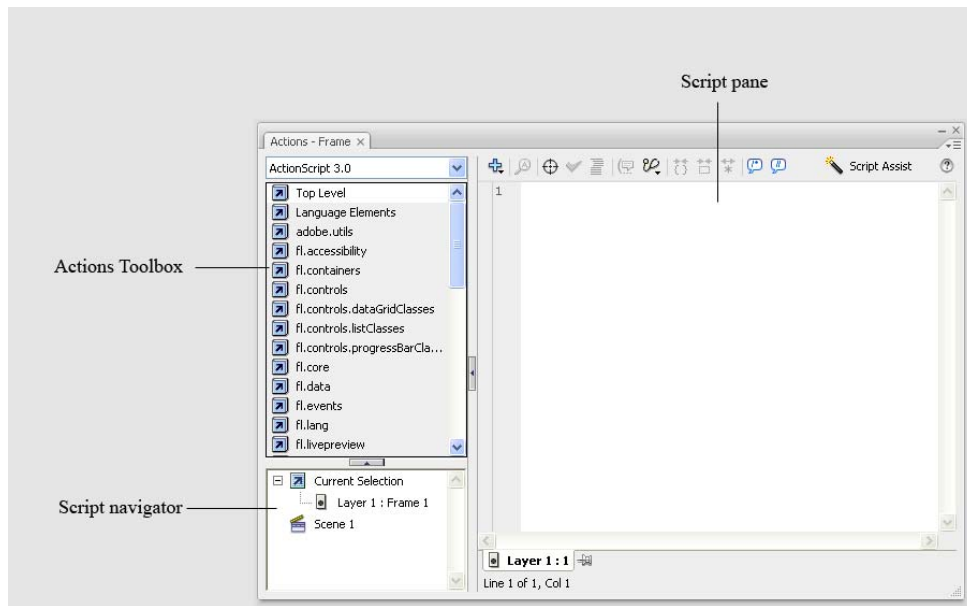 Script pane
Actions - Frame
ActionScript 3.0
Script Assist
Top Level
1
Language Elements
adobe.utils
fl.accessibility
Actions Toolbox
fl.containers
fl.controls
fl.controls.dataGridClasses
fl.controls.listClasses
fl.controls.progressBarCla...
fl.core
fl.data
fl.events
fl.lang
fl.livepreview
Current Selection
Script navigator
Layer 1 : Frame 1
Scene 1
Layer 1 : 1
Line 1 of 1, Col 1